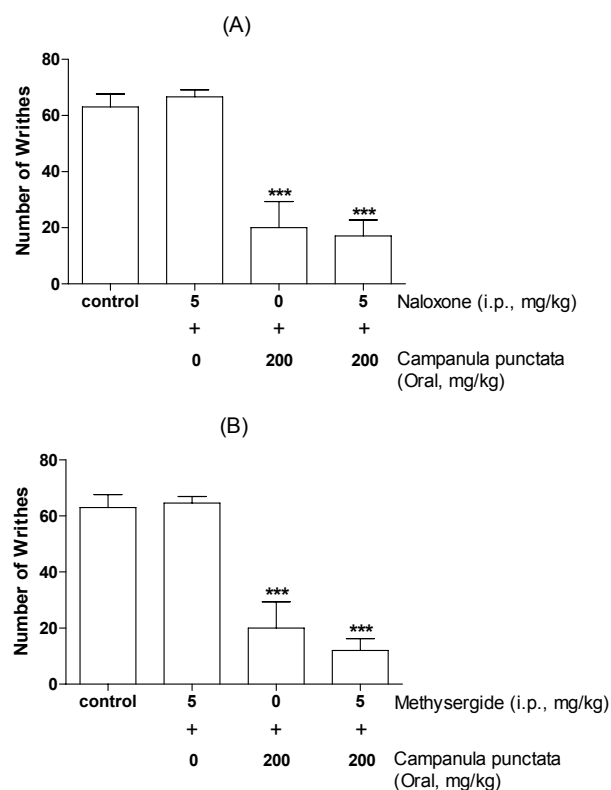 (A)
Number of Writhes
80
60
40
20
0
***
***
control 5 0 5 Naloxone (i.p., mg/kg)
+ + +
0 200 200 Campanula punctata
(Oral, mg/kg)
(B)
Number of Writhes
80
60
40
20
0
***
***
control 5 0 5 Methysergide (i.p., mg/kg)
+ + +
0 200 200 Campanula punctata
(Oral, mg/kg)